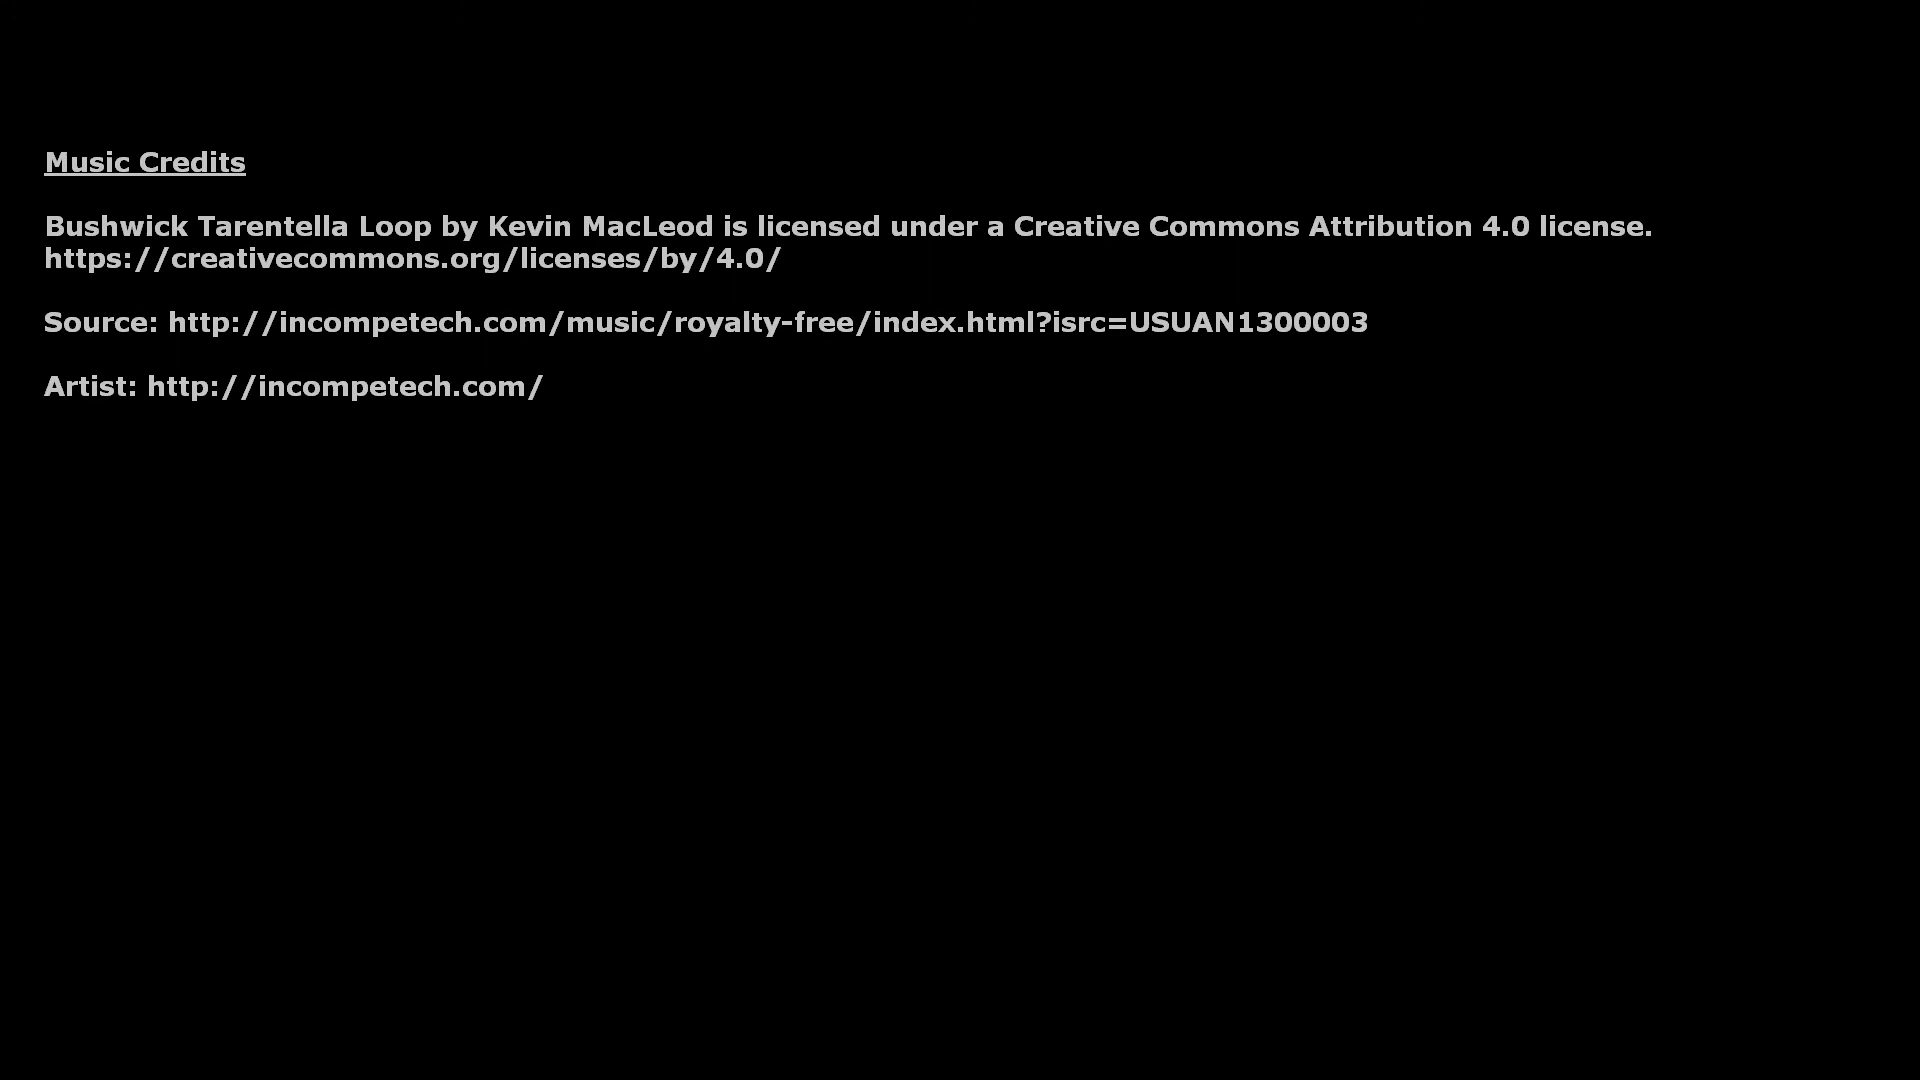 Music Credits
Bushwick Tarentella Loop by Kevin MacLeod is licensed under a Creative Commons Attribution 4.0 license.
https://creativecommons.org/licenses/by/4.0/
Source: http://incompetech.com/music/royalty-free/index.html?isrc=USUAN1300003
Artist: http://incompetech.com/